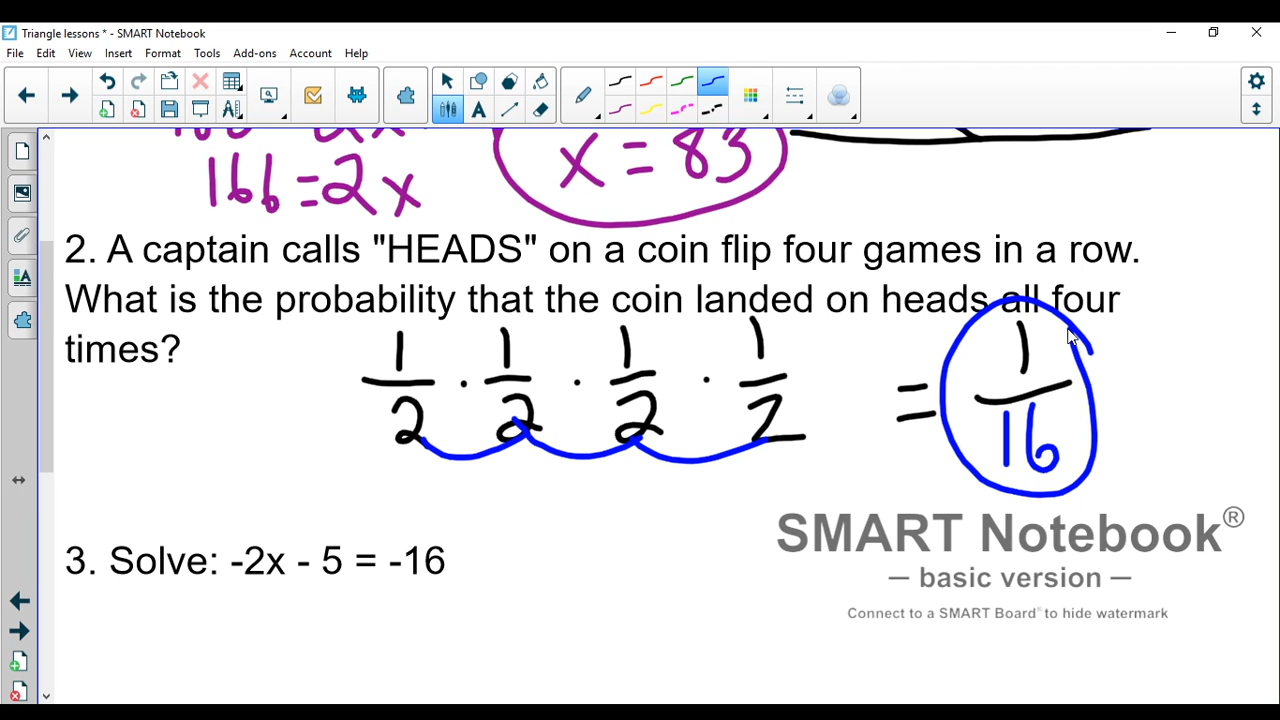 Triangle lessons * - SMART Notebook
File Edit View Insert Format Tools Add-ons Account Help
166 = 2x
x = 83
2. A captain calls "HEADS" on a coin flip four games in a row.
What is the probability that the coin landed on heads all four
times?
1/2 · 1/2 · 1/2 · 1/2 = 1/16
3. Solve: -2x - 5 = -16
SMART Notebook®
— basic version —
Connect to a SMART Board® to hide watermark